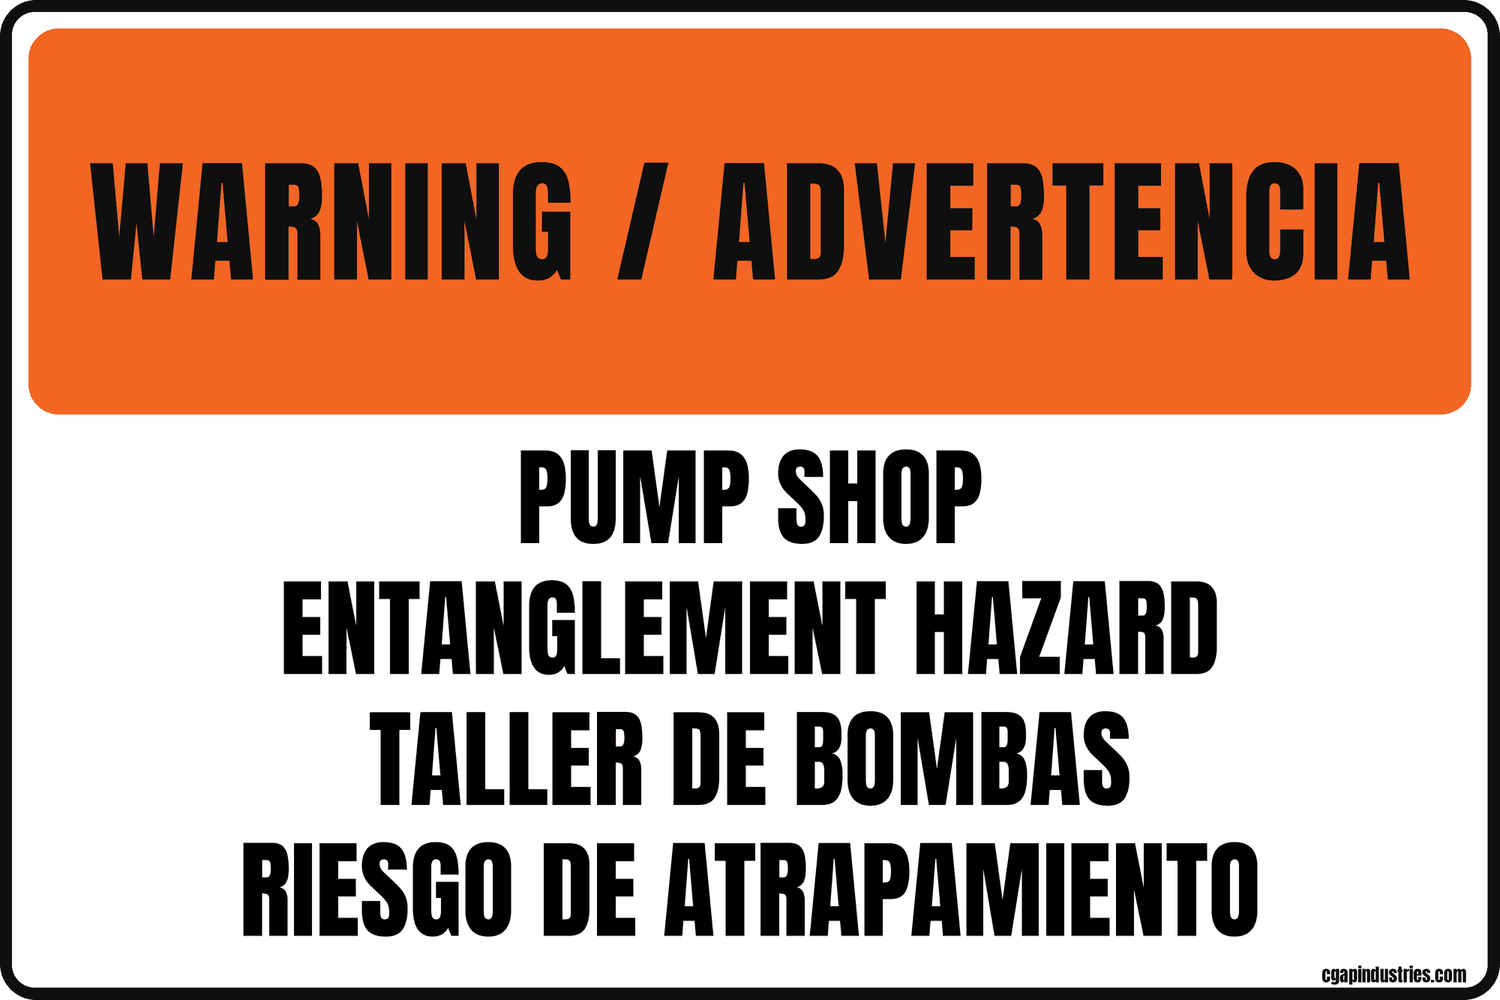 WARNING / ADVERTENCIA
PUMP SHOP
ENTANGLEMENT HAZARD
TALLER DE BOMBAS
RIESGO DE ATRAPAMIENTO
cgapindustries.com